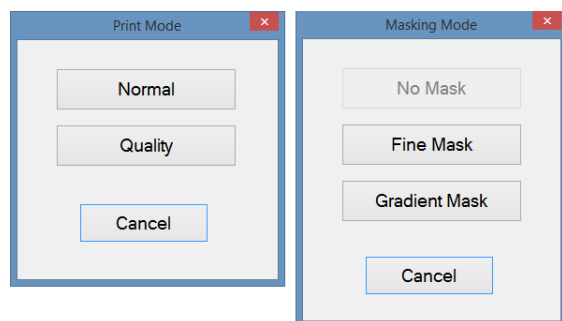 Print Mode
Normal
Quality
Cancel
Masking Mode
No Mask
Fine Mask
Gradient Mask
Cancel